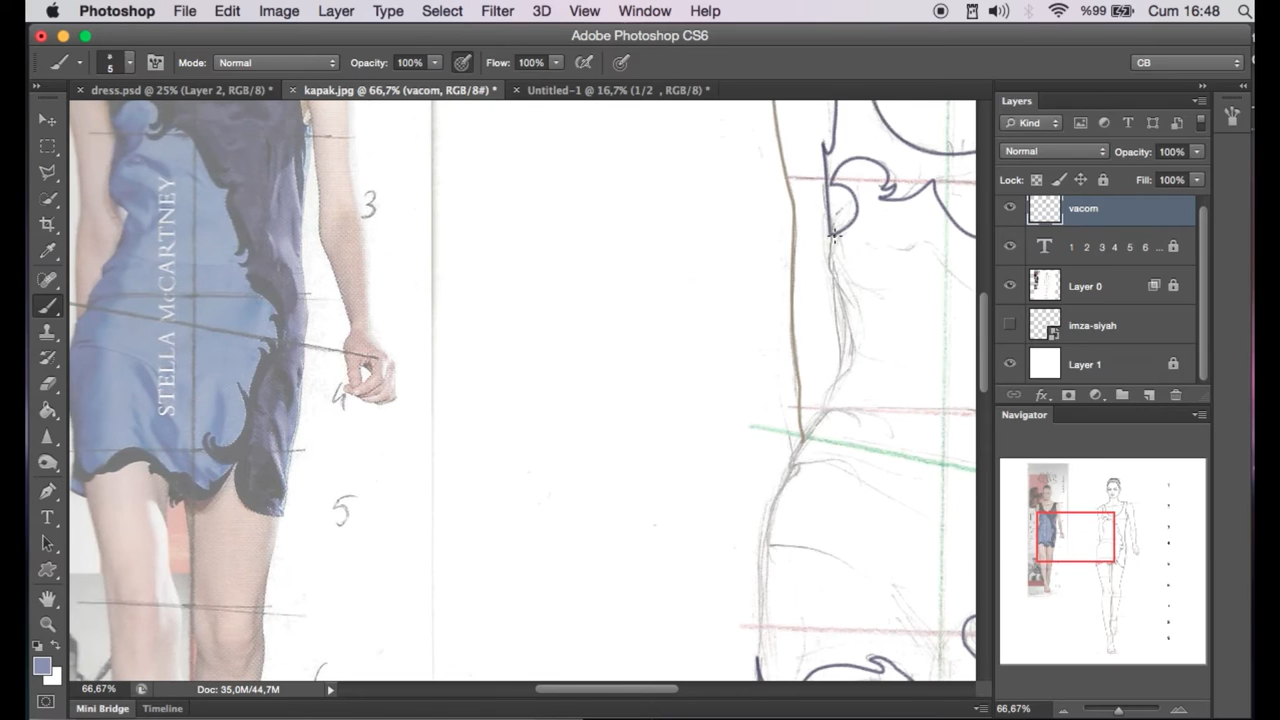 Photoshop File Edit Image Layer Type Select Filter 3D View Window Help %99 Cum 16:48
Adobe Photoshop CS6
a
5
Mode: Normal Opacity: 100% Flow: 100% CB
dress.psd @ 25% (Layer 2, RGB/8) * kapak.jpg @ 66,7% (vacom, RGB/8#) * Untitled-1 @ 16,7% (1/2 , RGB/8) *
Layers
Kind
Normal Opacity: 100%
Lock: Fill: 100%
vacom
1 2 3 4 5 6 ...
Layer 0
imza-siyah
Layer 1
Navigator
STELLA McCARTNEY
3
4
5
66,67% Doc: 35,0M/44,7M 66,67%
Mini Bridge Timeline